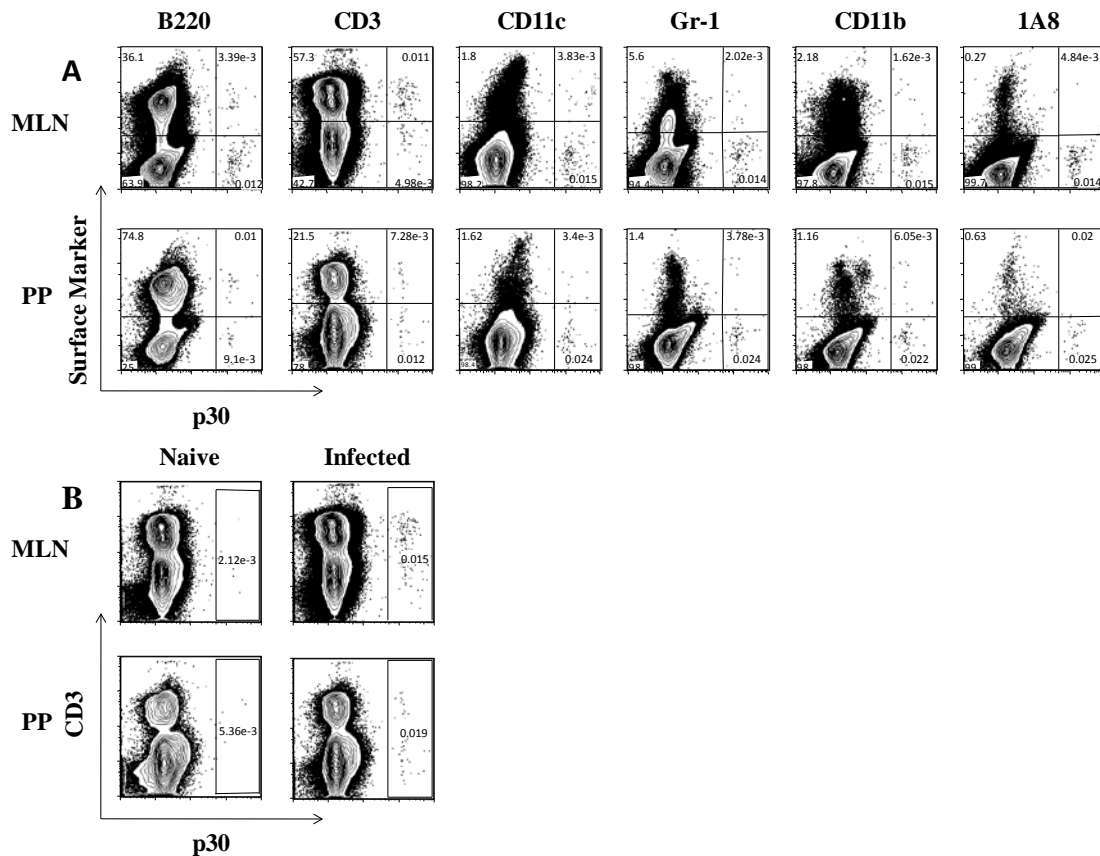 B220 CD3 CD11c Gr-1 CD11b 1A8
A
MLN
36.1 3.39e-3 57.3 0.011 1.8 3.83e-3 5.6 2.02e-3 2.18 1.62e-3 0.27 4.84e-3
63.9 0.012 42.7 4.98e-3 98.2 0.015 94.4 0.014 97.8 0.015 99.7 0.014
PP
74.8 0.01 21.5 7.28e-3 1.62 3.4e-3 1.4 3.78e-3 1.16 6.05e-3 0.63 0.02
25 9.1e-3 78 0.012 98.4 0.024 98 0.024 98 0.022 99 0.025
Surface Marker
p30
Naive Infected
B
MLN
2.12e-3 0.015
PP
5.36e-3 0.019
CD3
p30